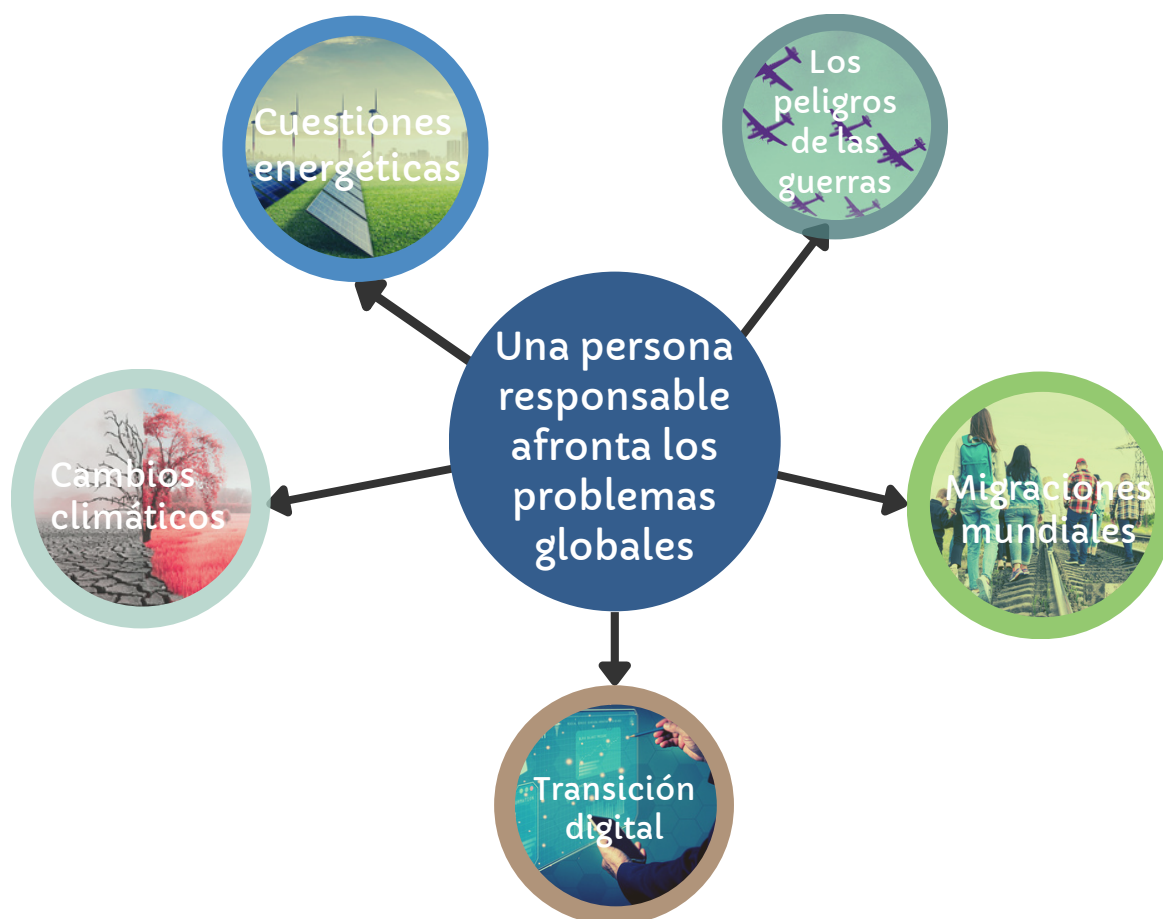 Cuestiones
energéticas
Los
peligros
de las
guerras
Una persona
responsable
afronta los
problemas
globales
Cambios
climáticos
Migraciones
mundiales
Transición
digital